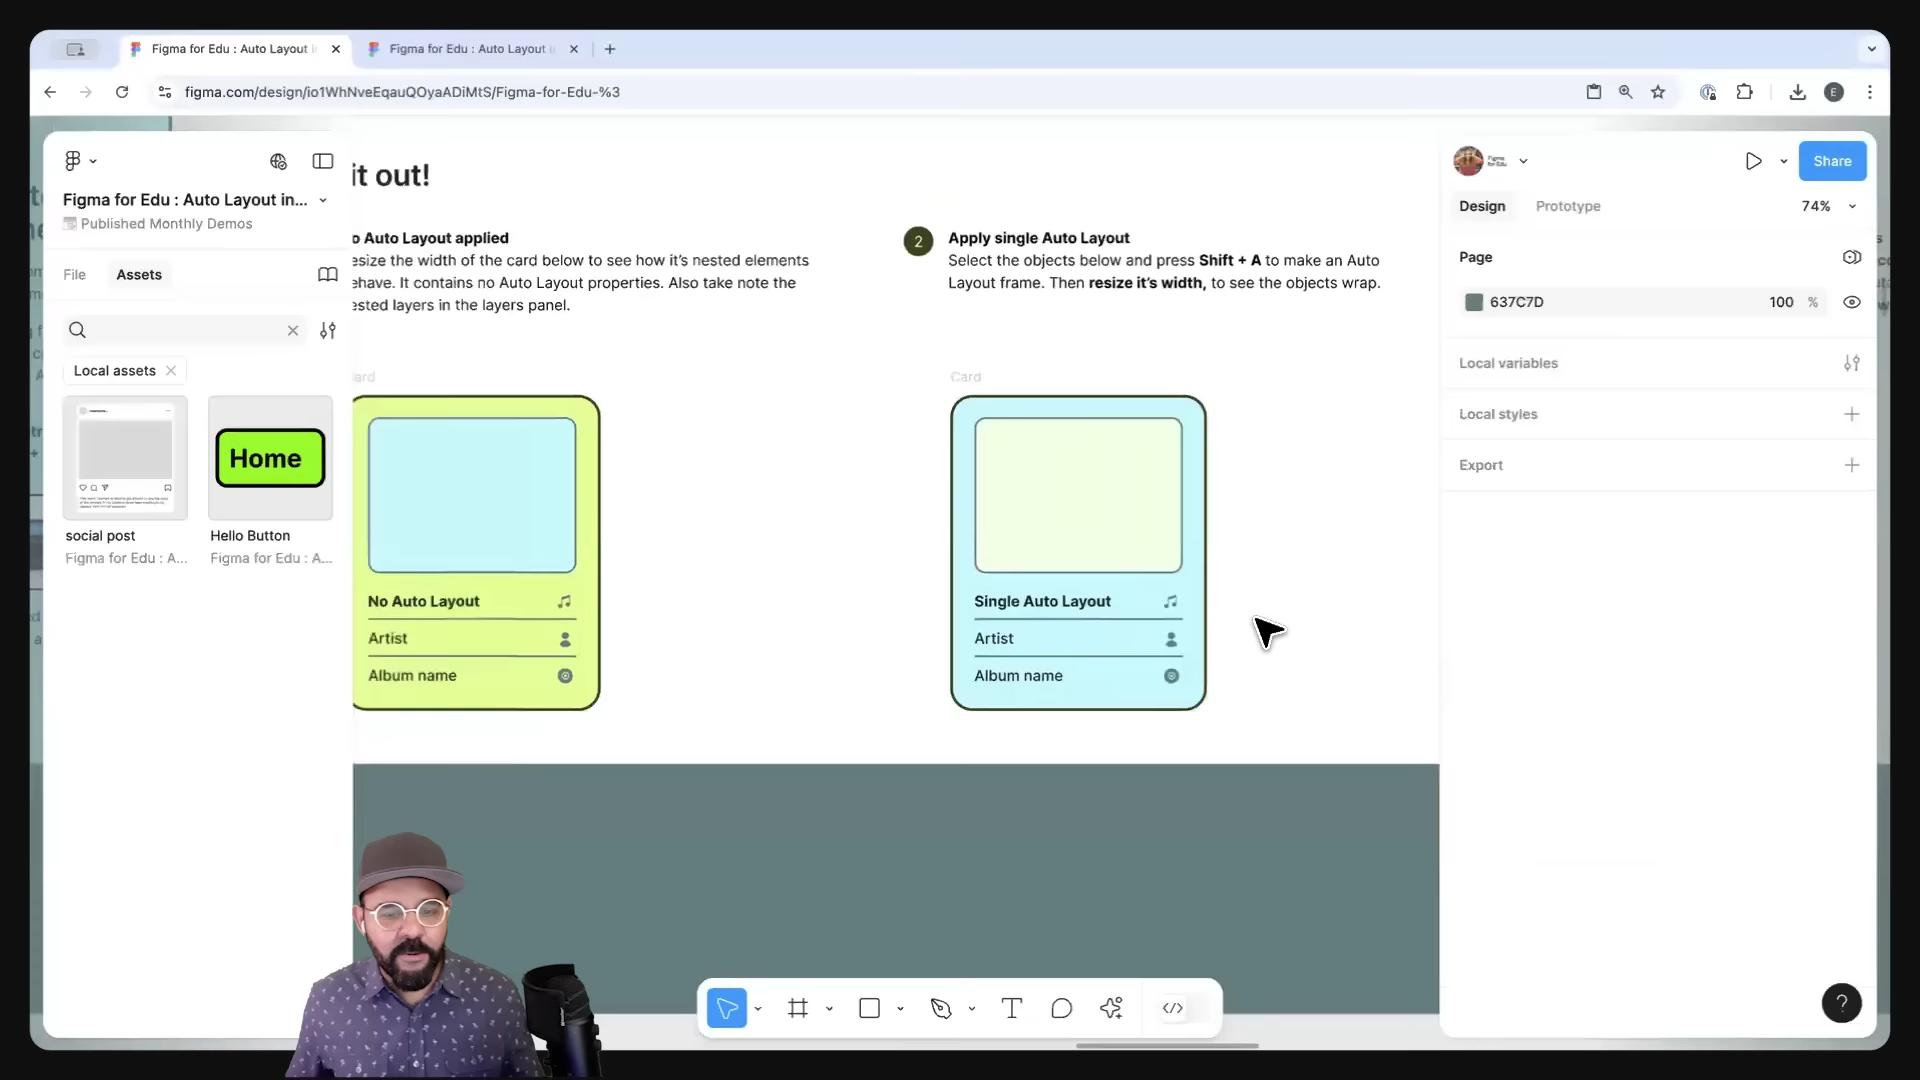 Figma for Edu : Auto Layout i
Figma for Edu : Auto Layout i
figma.com/design/io1WhNveEqauQOyaADiMtS/Figma-for-Edu-%3
E
Figma for Edu : Auto Layout in...
Published Monthly Demos
File
Assets
Local assets
Home
social post
Figma for Edu : A...
Hello Button
Figma for Edu : A...
it out!
o Auto Layout applied
esize the width of the card below to see how it's nested elements
ehave. It contains no Auto Layout properties. Also take note the
ested layers in the layers panel.
2
Apply single Auto Layout
Select the objects below and press Shift + A to make an Auto
Layout frame. Then resize it's width, to see the objects wrap.
ard
No Auto Layout
Artist
Album name
Card
Single Auto Layout
Artist
Album name
Figma for Edu
Share
Design
Prototype
74%
Page
637C7D
100 %
Local variables
Local styles
Export
?